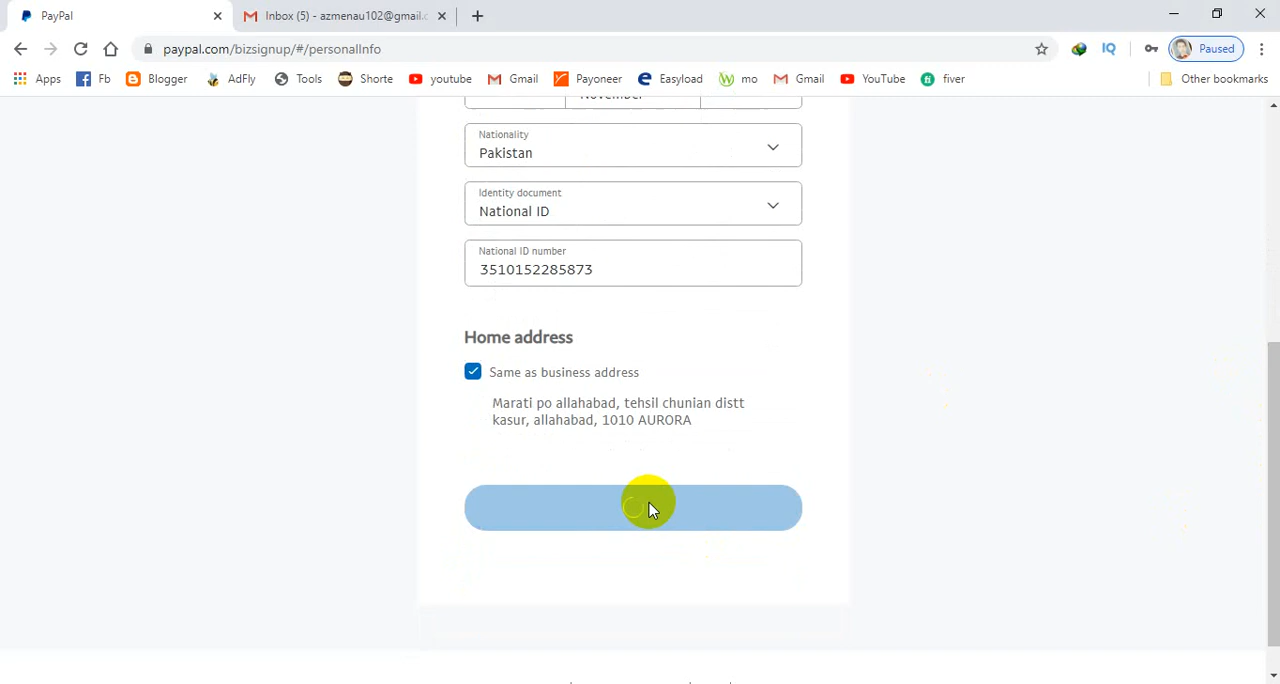 PayPal
Inbox (5) - azmenau102@gmail.c
paypal.com/bizsignup/#/personalInfo
IQ
Paused
Apps
Fb
Blogger
AdFly
Tools
Shorte
youtube
Gmail
Payoneer
Easyload
mo
Gmail
YouTube
fiver
Other bookmarks
November
Nationality
Pakistan
Identity document
National ID
National ID number
3510152285873
Home address
Same as business address
Marati po allahabad, tehsil chunian distt
kasur, allahabad, 1010 AURORA